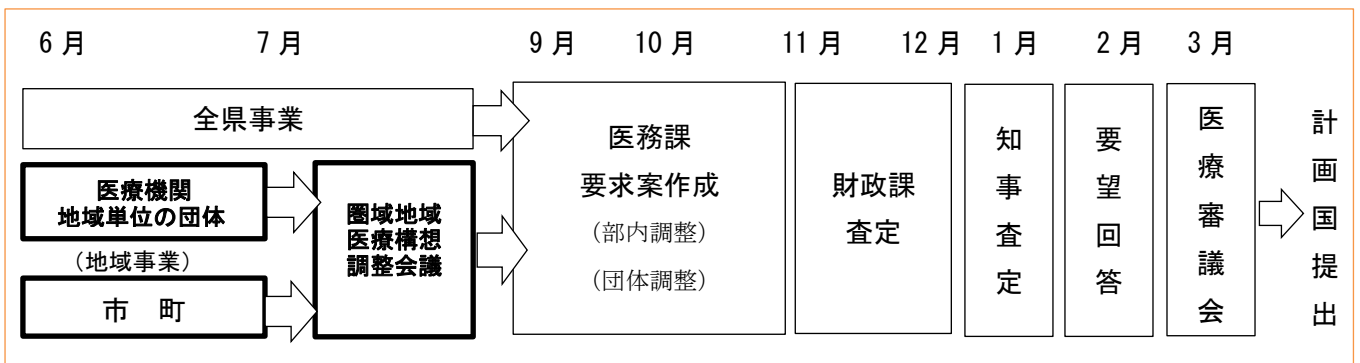 6月 7月 9月 10月 11月 12月 1月 2月 3月
全県事業
医療機関
地域単位の団体
(地域事業)
市 町
圏域地域
医療構想
調整会議
医務課
要求案作成
(部内調整)
(団体調整)
財政課
査定
知事査定
要望回答
医療審議会
計画国提出